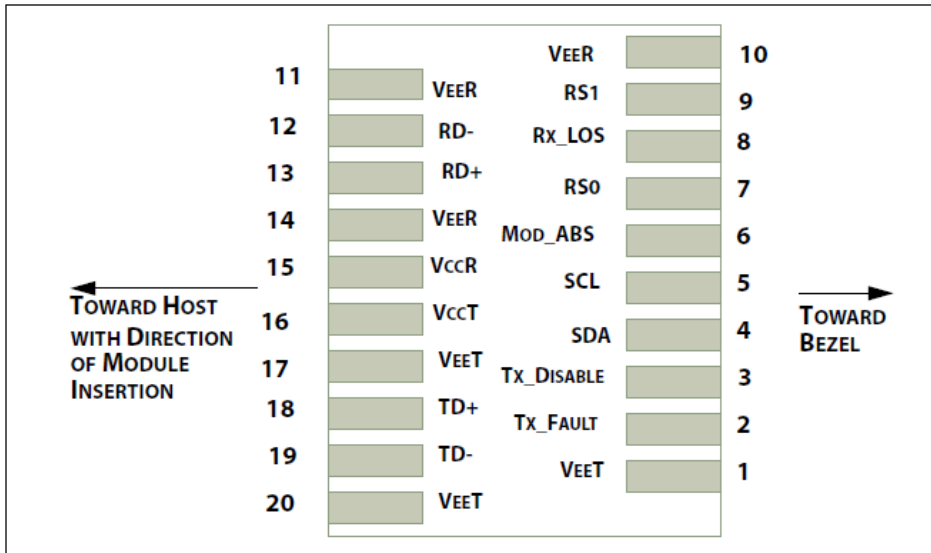 11
VEER
12
RD-
13
RD+
14
VEER
15
VCCR
16
VCCT
17
VEET
18
TD+
19
TD-
20
VEET
VEER
10
RS1
9
RX_LOS
8
RS0
7
MOD_ABS
6
SCL
5
SDA
4
TX_DISABLE
3
TX_FAULT
2
VEET
1
TOWARD HOST
WITH DIRECTION
OF MODULE
INSERTION
TOWARD
BEZEL